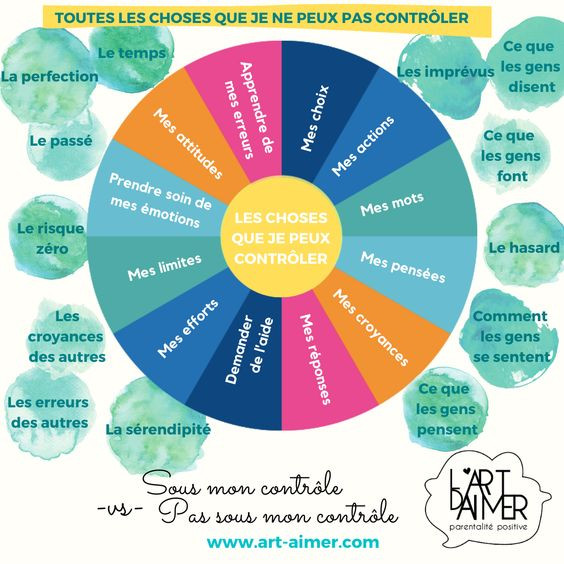 TOUTES LES CHOSES QUE JE NE PEUX PAS CONTRÔLER
Le temps
La perfection
Le passé
Le risque
zéro
Les
croyances
des autres
Les erreurs
des autres
La sérendipité
Les imprévus
Ce que
les gens
disent
Ce que
les gens
font
Le hasard
Comment
les gens
se sentent
Ce que
les gens
pensent
LES CHOSES
QUE JE PEUX
CONTRÔLER
Mes choix
Mes actions
Mes mots
Mes pensées
Mes croyances
Mes réponses
Demander
de l'aide
Mes efforts
Mes limites
Prendre soin de
mes émotions
Mes attitudes
Apprendre de
mes erreurs
Sous mon contrôle
-vs- Pas sous mon contrôle
www.art-aimer.com
L'ART
D'AIMER
parentalité positive